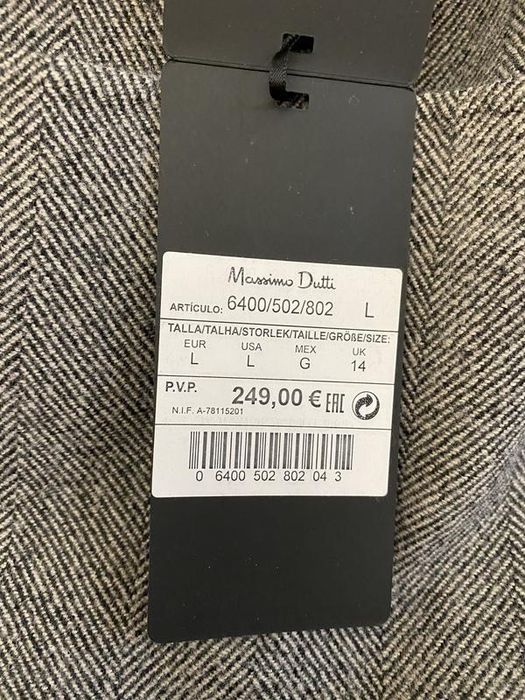 Massimo Dutti
ARTÍCULO: 6400/502/802 L
TALLA/TALHA/STORLEK/TAILLE/GRÖßE/SIZE:
EUR USA MEX UK
L L G 14
P.V.P. 249,00 € EAC
N.I.F. A-78115201
0 6400 502 802 04 3